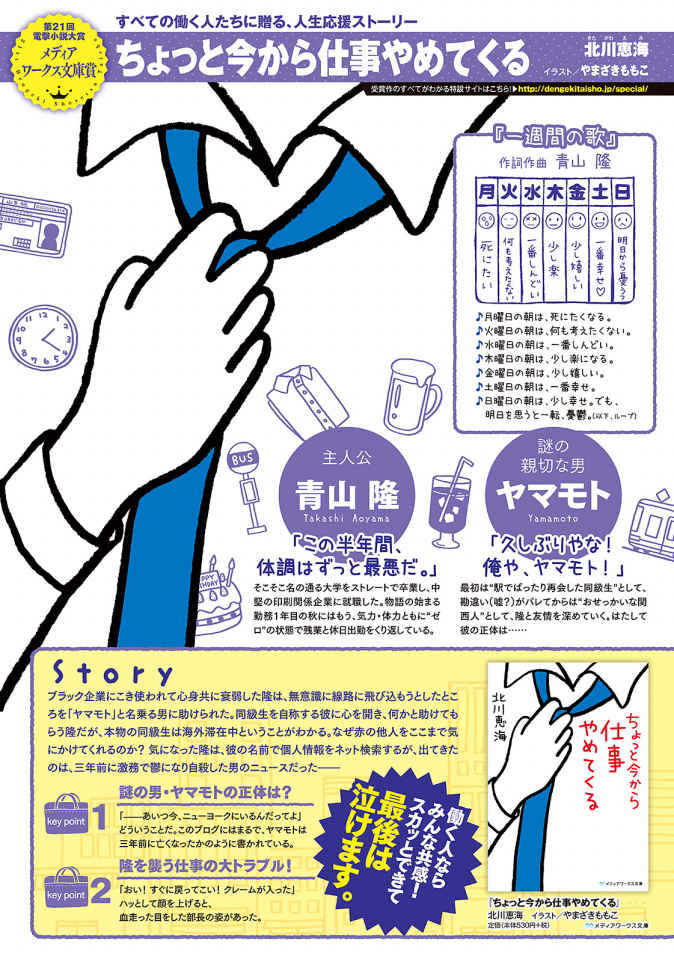 第21回
電撃小説大賞
メディア
ワークス文庫賞
すべての働く人たちに贈る、人生応援ストーリー
ちょっと今から仕事やめてくる
きたがわえみ
北川恵海
イラスト/やまざきももこ
受賞作のすべてがわかる特設サイトはこちら!▶http://dengekitaisho.jp/special/
『一週間の歌』
作詞作曲 青山 隆
月火水木金土日
死にたい
何も考えたくない
一番しんどい
少し楽
少し嬉しい
一番幸せ♡
明日から憂うつ
♪月曜日の朝は、死にたくなる。
♪火曜日の朝は、何も考えたくない。
♪水曜日の朝は、一番しんどい。
♪木曜日の朝は、少し楽になる。
♪金曜日の朝は、少し嬉しい。
♪土曜日の朝は、一番幸せ。
♪日曜日の朝は、少し幸せ。でも、
明日を思うと一転、憂鬱。(以下、ループ)
12 1 2 3 4 5 6 7 8 9 10 11
BUS
HAPPY
BIRTHDAY
主人公
青山 隆
Takashi Aoyama
「この半年間、
体調はずっと最悪だ。」
そこそこ名の通る大学をストレートで卒業し、中
堅の印刷関係企業に就職した。物語の始まる
勤務1年目の秋にはもう、気力・体力ともに“ゼ
ロ”の状態で残業と休日出勤をくり返している。
謎の
親切な男
ヤマモト
Yamamoto
「久しぶりやな!
俺や、ヤマモト!」
最初は“駅でばったり再会した同級生”として、
勘違い(嘘?)がバレてからは“おせっかいな関
西人”として、隆と友情を深めていく。はたして
彼の正体は……
Story
ブラック企業にこき使われて心身共に衰弱した隆は、無意識に線路に飛び込もうとしたとこ
ろを「ヤマモト」と名乗る男に助けられた。同級生を自称する彼に心を開き、何かと助けても
らう隆だが、本物の同級生は海外滞在中ということがわかる。なぜ赤の他人をここまで気
にかけてくれるのか? 気になった隆は、彼の名前で個人情報をネット検索するが、出てきた
のは、三年前に激務で鬱になり自殺した男のニュースだった――
key point 1
謎の男・ヤマモトの正体は?
「――あいつ今、ニューヨークにいるんだってよ」
どういうことだ。このブログにはまるで、ヤマモトは
三年前に亡くなったかのように書かれている。
key point 2
隆を襲う仕事の大トラブル!
「おい!すぐに戻ってこい!クレームが入った」
ハッとして顔を上げると、
血走った目をした部長の姿があった。
働く人なら
みんな共感!
スカッとできて
最後は
泣けます。
北川恵海
ちょっと今から
仕事
やめてくる
メディアワークス文庫
『ちょっと今から仕事やめてくる』
北川恵海 イラスト/やまざきももこ
定価(本体530円+税)
メディアワークス文庫